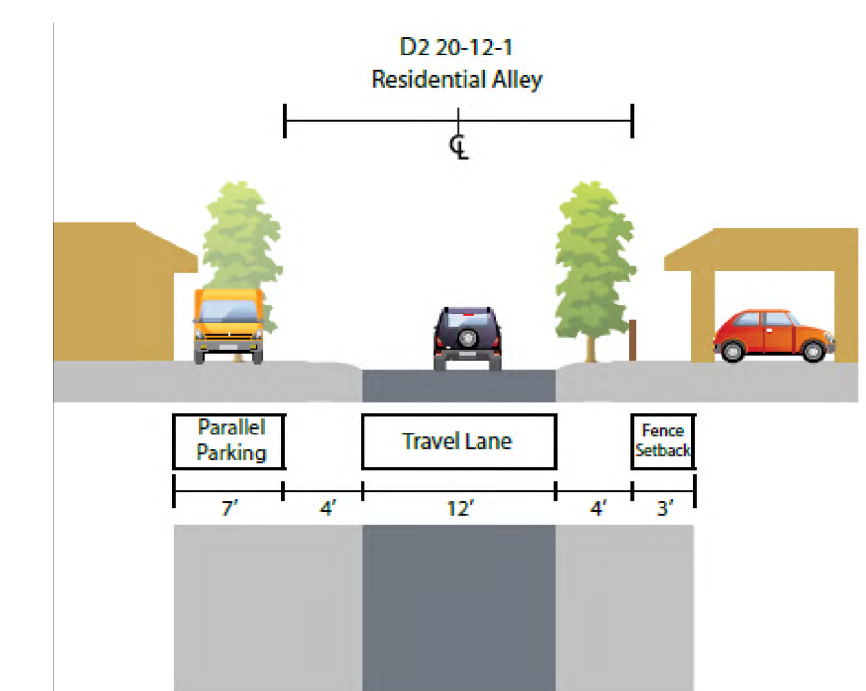 D2 20-12-1
Residential Alley
℄
Parallel
Parking
Travel Lane
Fence
Setback
7’ 4’ 12’ 4’ 3’